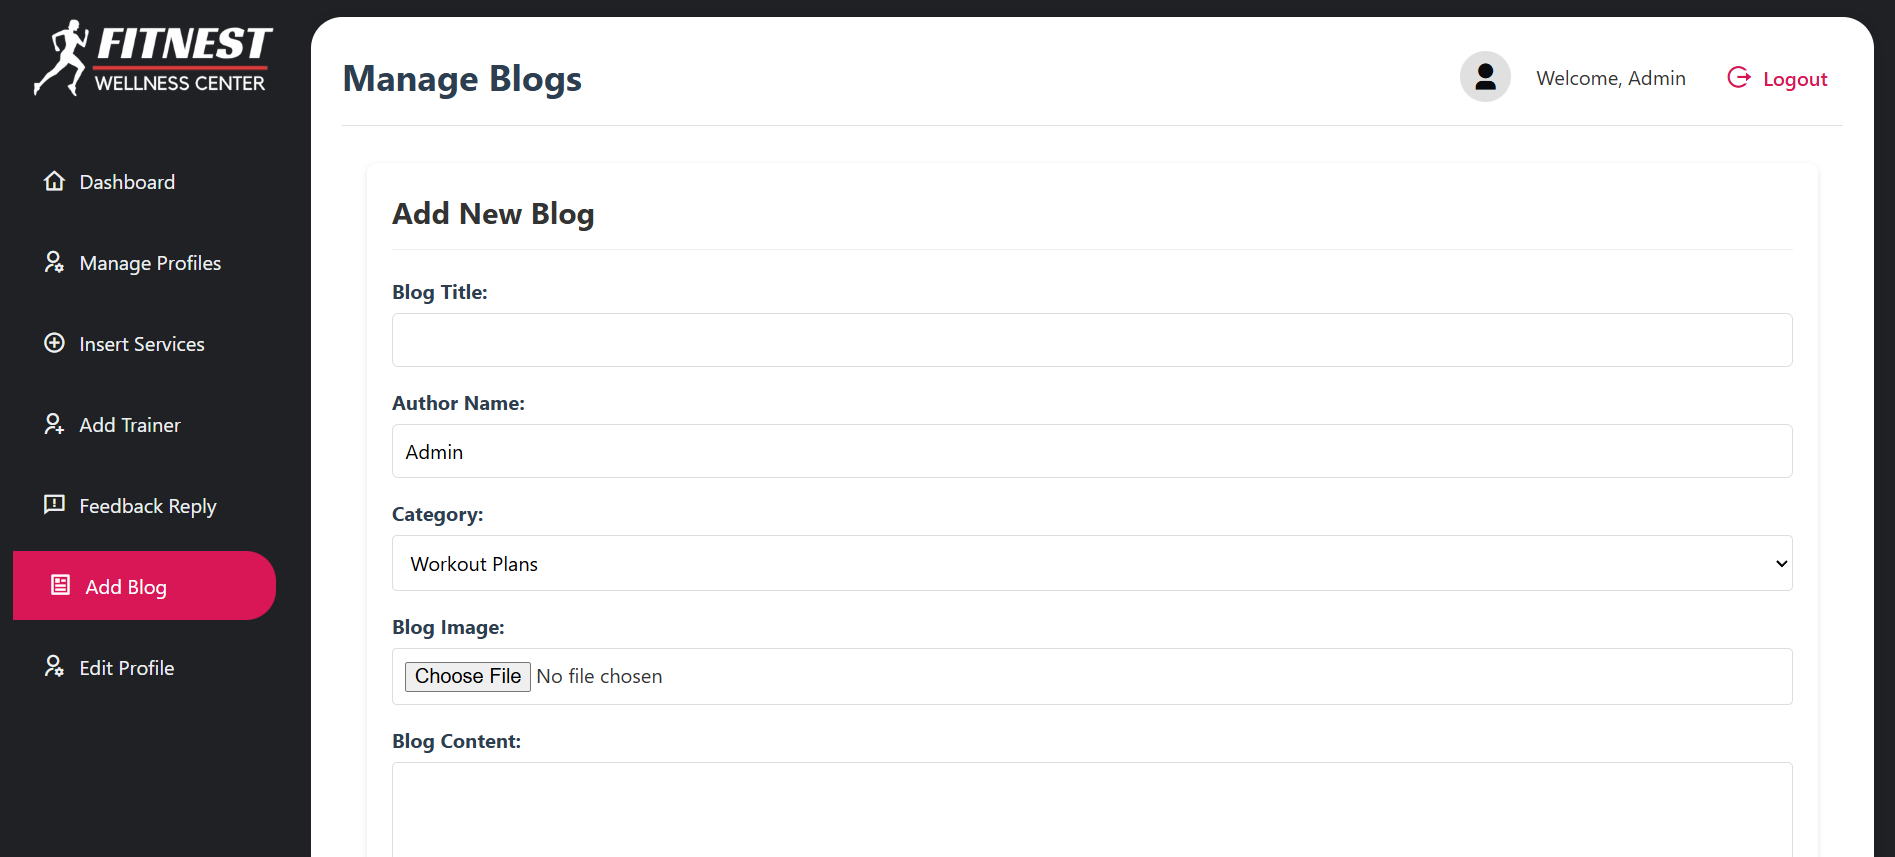 FITNEST
WELLNESS CENTER
Dashboard
Manage Profiles
Insert Services
Add Trainer
Feedback Reply
Add Blog
Edit Profile
Manage Blogs
Welcome, Admin
Logout
Add New Blog
Blog Title:
Author Name:
Admin
Category:
Workout Plans
Blog Image:
Choose File No file chosen
Blog Content: